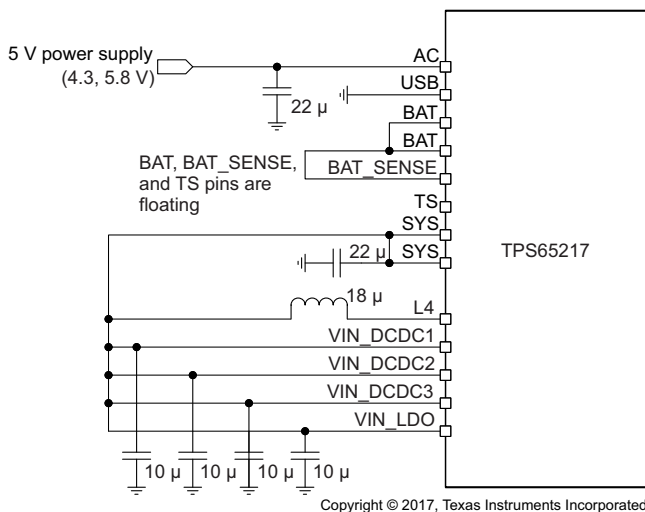 5 V power supply
(4.3, 5.8 V)
22 µ
AC
USB
BAT
BAT
BAT_SENSE
BAT, BAT_SENSE,
and TS pins are
floating
TS
SYS
SYS
22 µ
TPS65217
18 µ
L4
VIN_DCDC1
VIN_DCDC2
VIN_DCDC3
VIN_LDO
10 µ
10 µ
10 µ
10 µ
Copyright © 2017, Texas Instruments Incorporated